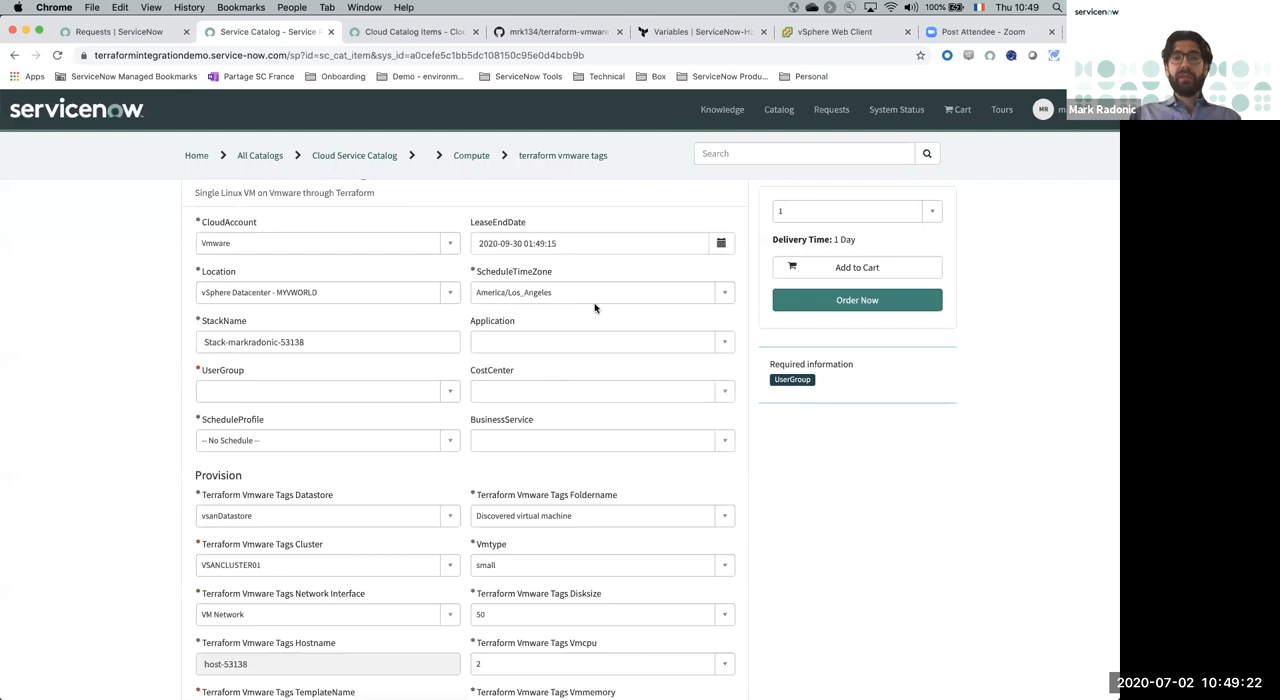 Chrome File Edit View History Bookmarks People Tab Window Help 100% Thu 10:49
servicenow
Requests | ServiceNow × Service Catalog - Service P × Cloud Catalog Items - Clou × mrk134/terraform-vmware × Variables | ServiceNow-Ha × vSphere Web Client × Post Attendee - Zoom ×
terraformintegrationdemo.service-now.com/sp?id=sc_cat_item&sys_id=a0cefe5c1bb5dc108150c95e0d4bcb9b
Apps ServiceNow Managed Bookmarks Partage SC France Onboarding Demo - environm... ServiceNow Tools Technical Box ServiceNow Produ... Personal
Mark Radonic
servicenow
Knowledge Catalog Requests System Status Cart Tours MR m
Home > All Catalogs > Cloud Service Catalog > > Compute > terraform vmware tags
Search
Single Linux VM on Vmware through Terraform
* CloudAccount
Vmware
LeaseEndDate
2020-09-30 01:49:15
* Location
vSphere Datacenter - MYVWORLD
* ScheduleTimeZone
America/Los_Angeles
* StackName
Stack-markradonic-53138
Application
* UserGroup
CostCenter
* ScheduleProfile
-- No Schedule --
BusinessService
Provision
* Terraform Vmware Tags Datastore
vsanDatastore
* Terraform Vmware Tags Foldername
Discovered virtual machine
* Terraform Vmware Tags Cluster
VSANCLUSTER01
* Vmtype
small
* Terraform Vmware Tags Network Interface
VM Network
* Terraform Vmware Tags Disksize
50
* Terraform Vmware Tags Hostname
host-53138
* Terraform Vmware Tags Vmcpu
2
* Terraform Vmware Tags TemplateName
* Terraform Vmware Tags Vmmemory
1
Delivery Time: 1 Day
Add to Cart
Order Now
Required information
UserGroup
2020-07-02 10:49:22